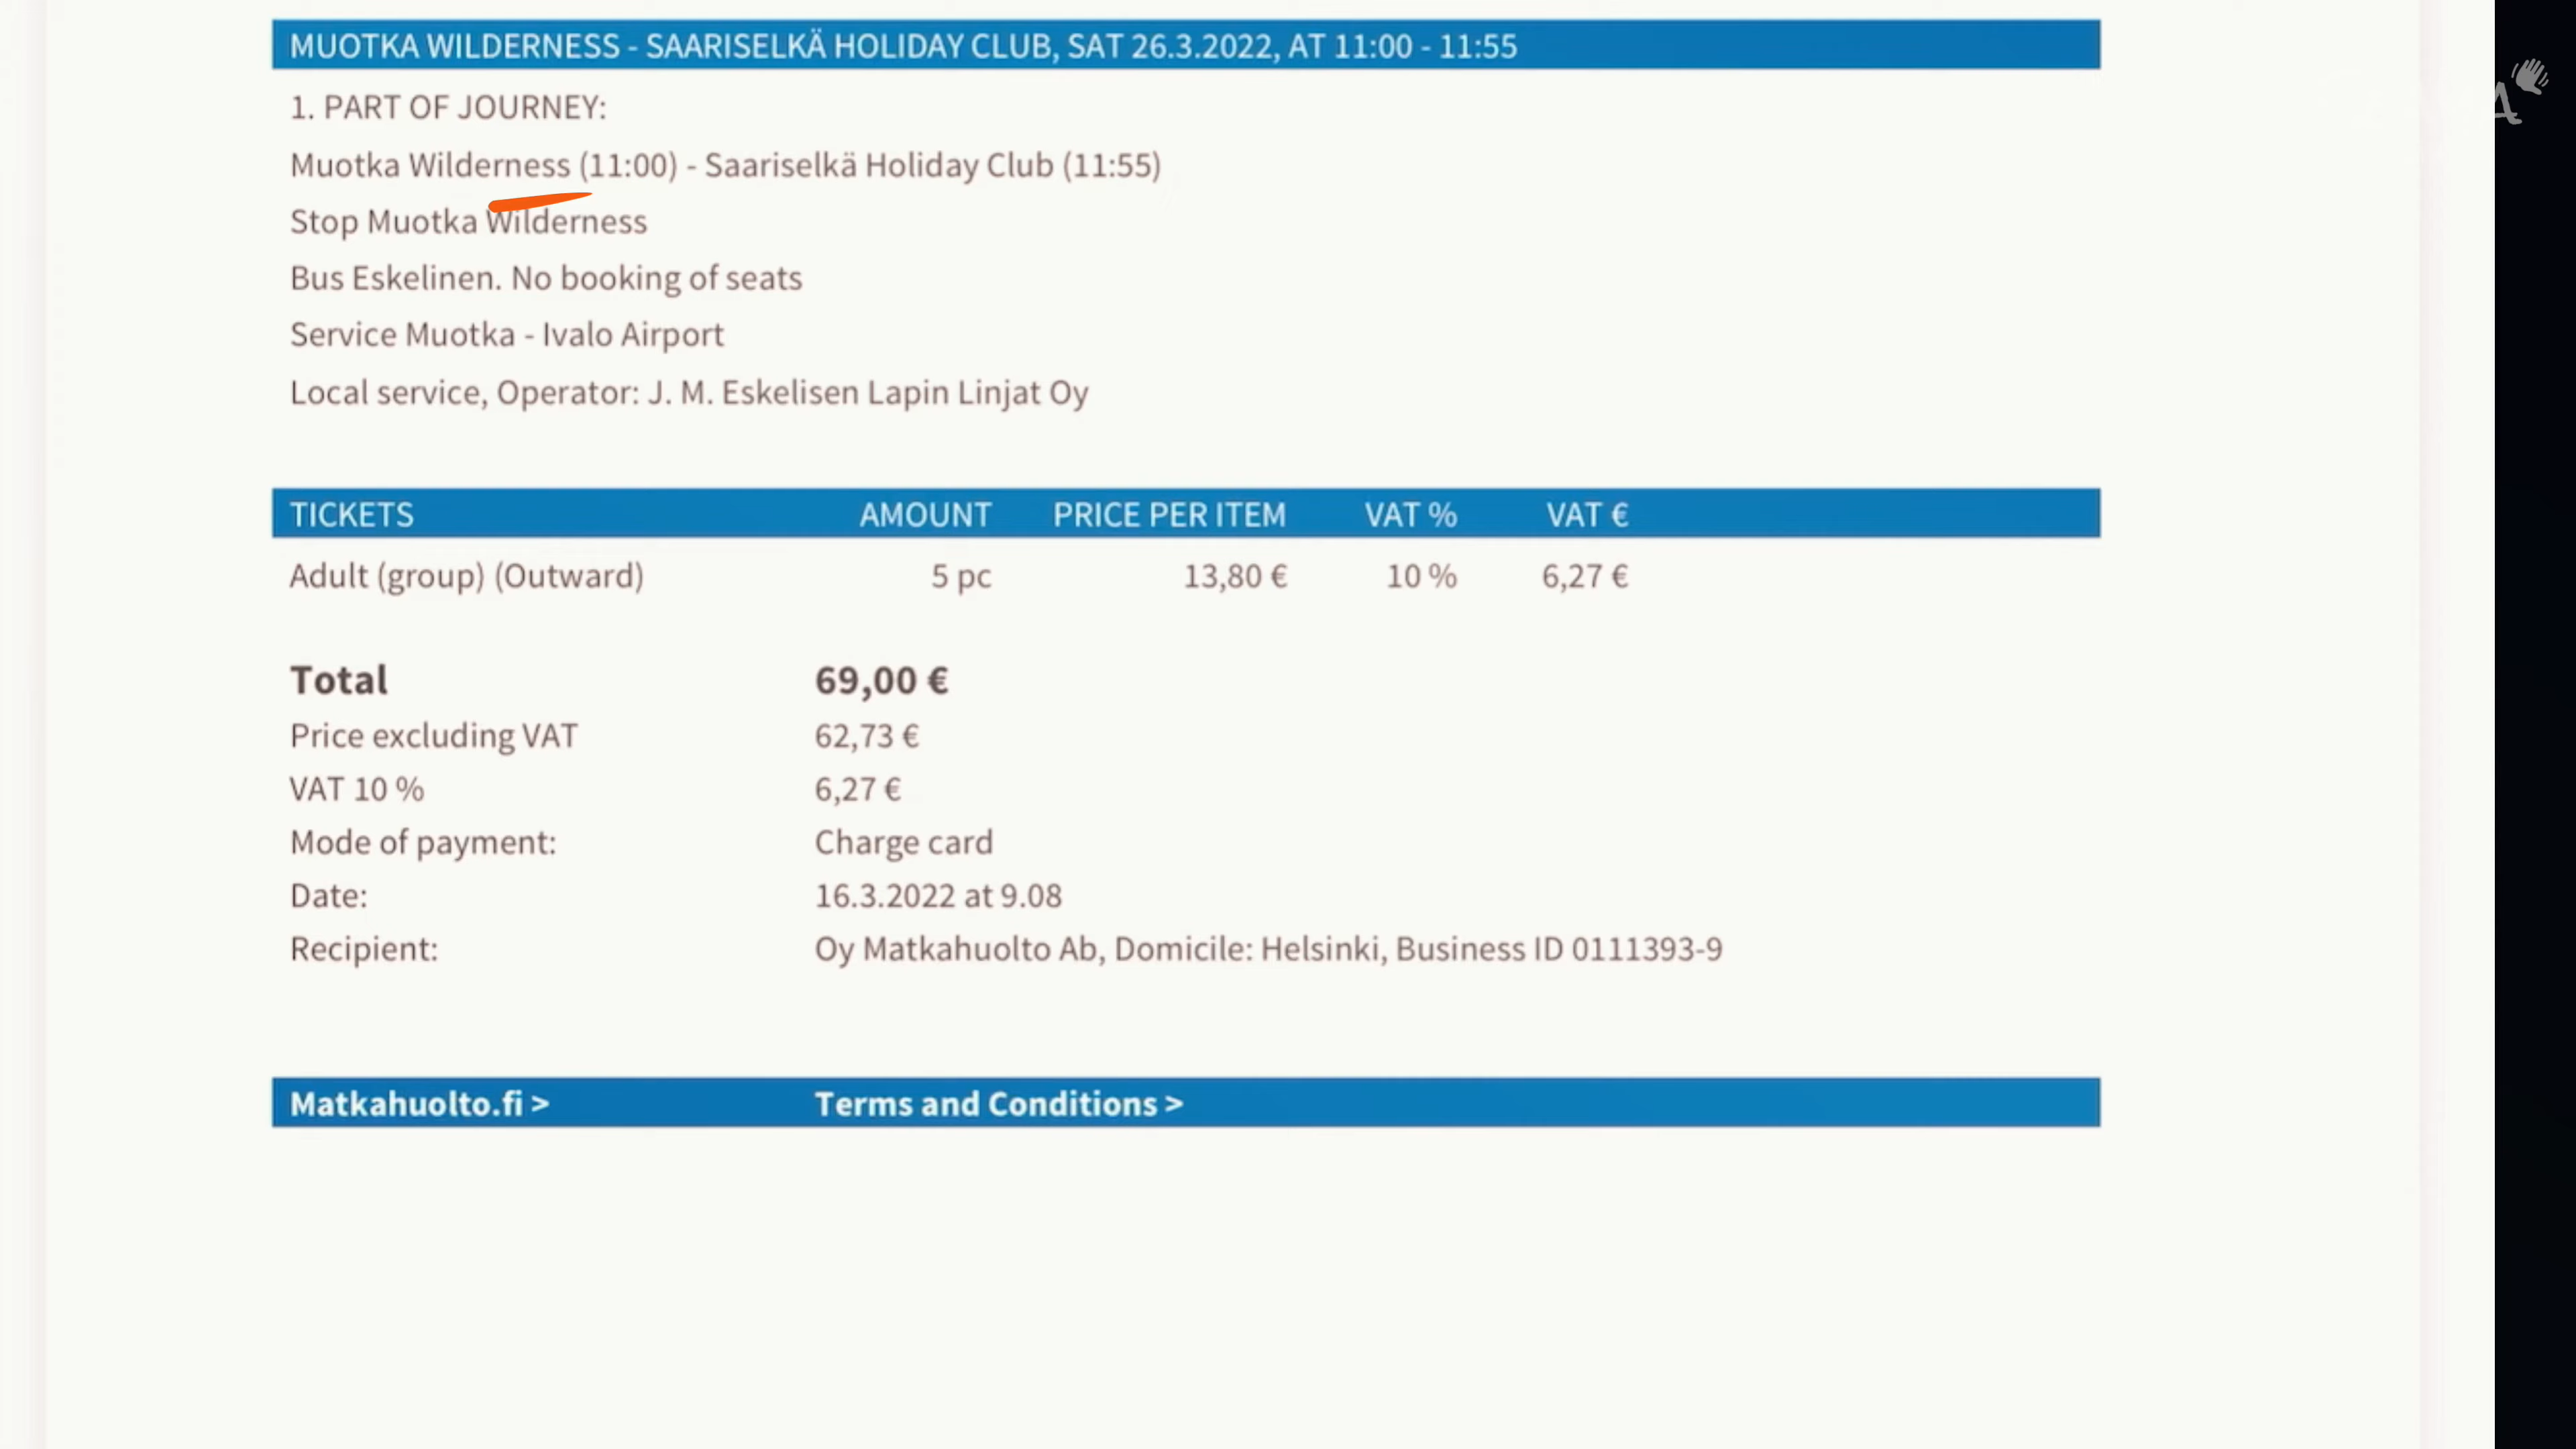 MUOTKA WILDERNESS - SAARISELKÄ HOLIDAY CLUB, SAT 26.3.2022, AT 11:00 - 11:55
1. PART OF JOURNEY:
Muotka Wilderness (11:00) - Saariselkä Holiday Club (11:55)
Stop Muotka Wilderness
Bus Eskelinen. No booking of seats
Service Muotka - Ivalo Airport
Local service, Operator: J. M. Eskelisen Lapin Linjat Oy
TICKETS AMOUNT PRICE PER ITEM VAT % VAT €
Adult (group) (Outward) 5 pc 13,80 € 10 % 6,27 €
Total 69,00 €
Price excluding VAT 62,73 €
VAT 10 % 6,27 €
Mode of payment: Charge card
Date: 16.3.2022 at 9.08
Recipient: Oy Matkahuolto Ab, Domicile: Helsinki, Business ID 0111393-9
Matkahuolto.fi > Terms and Conditions >